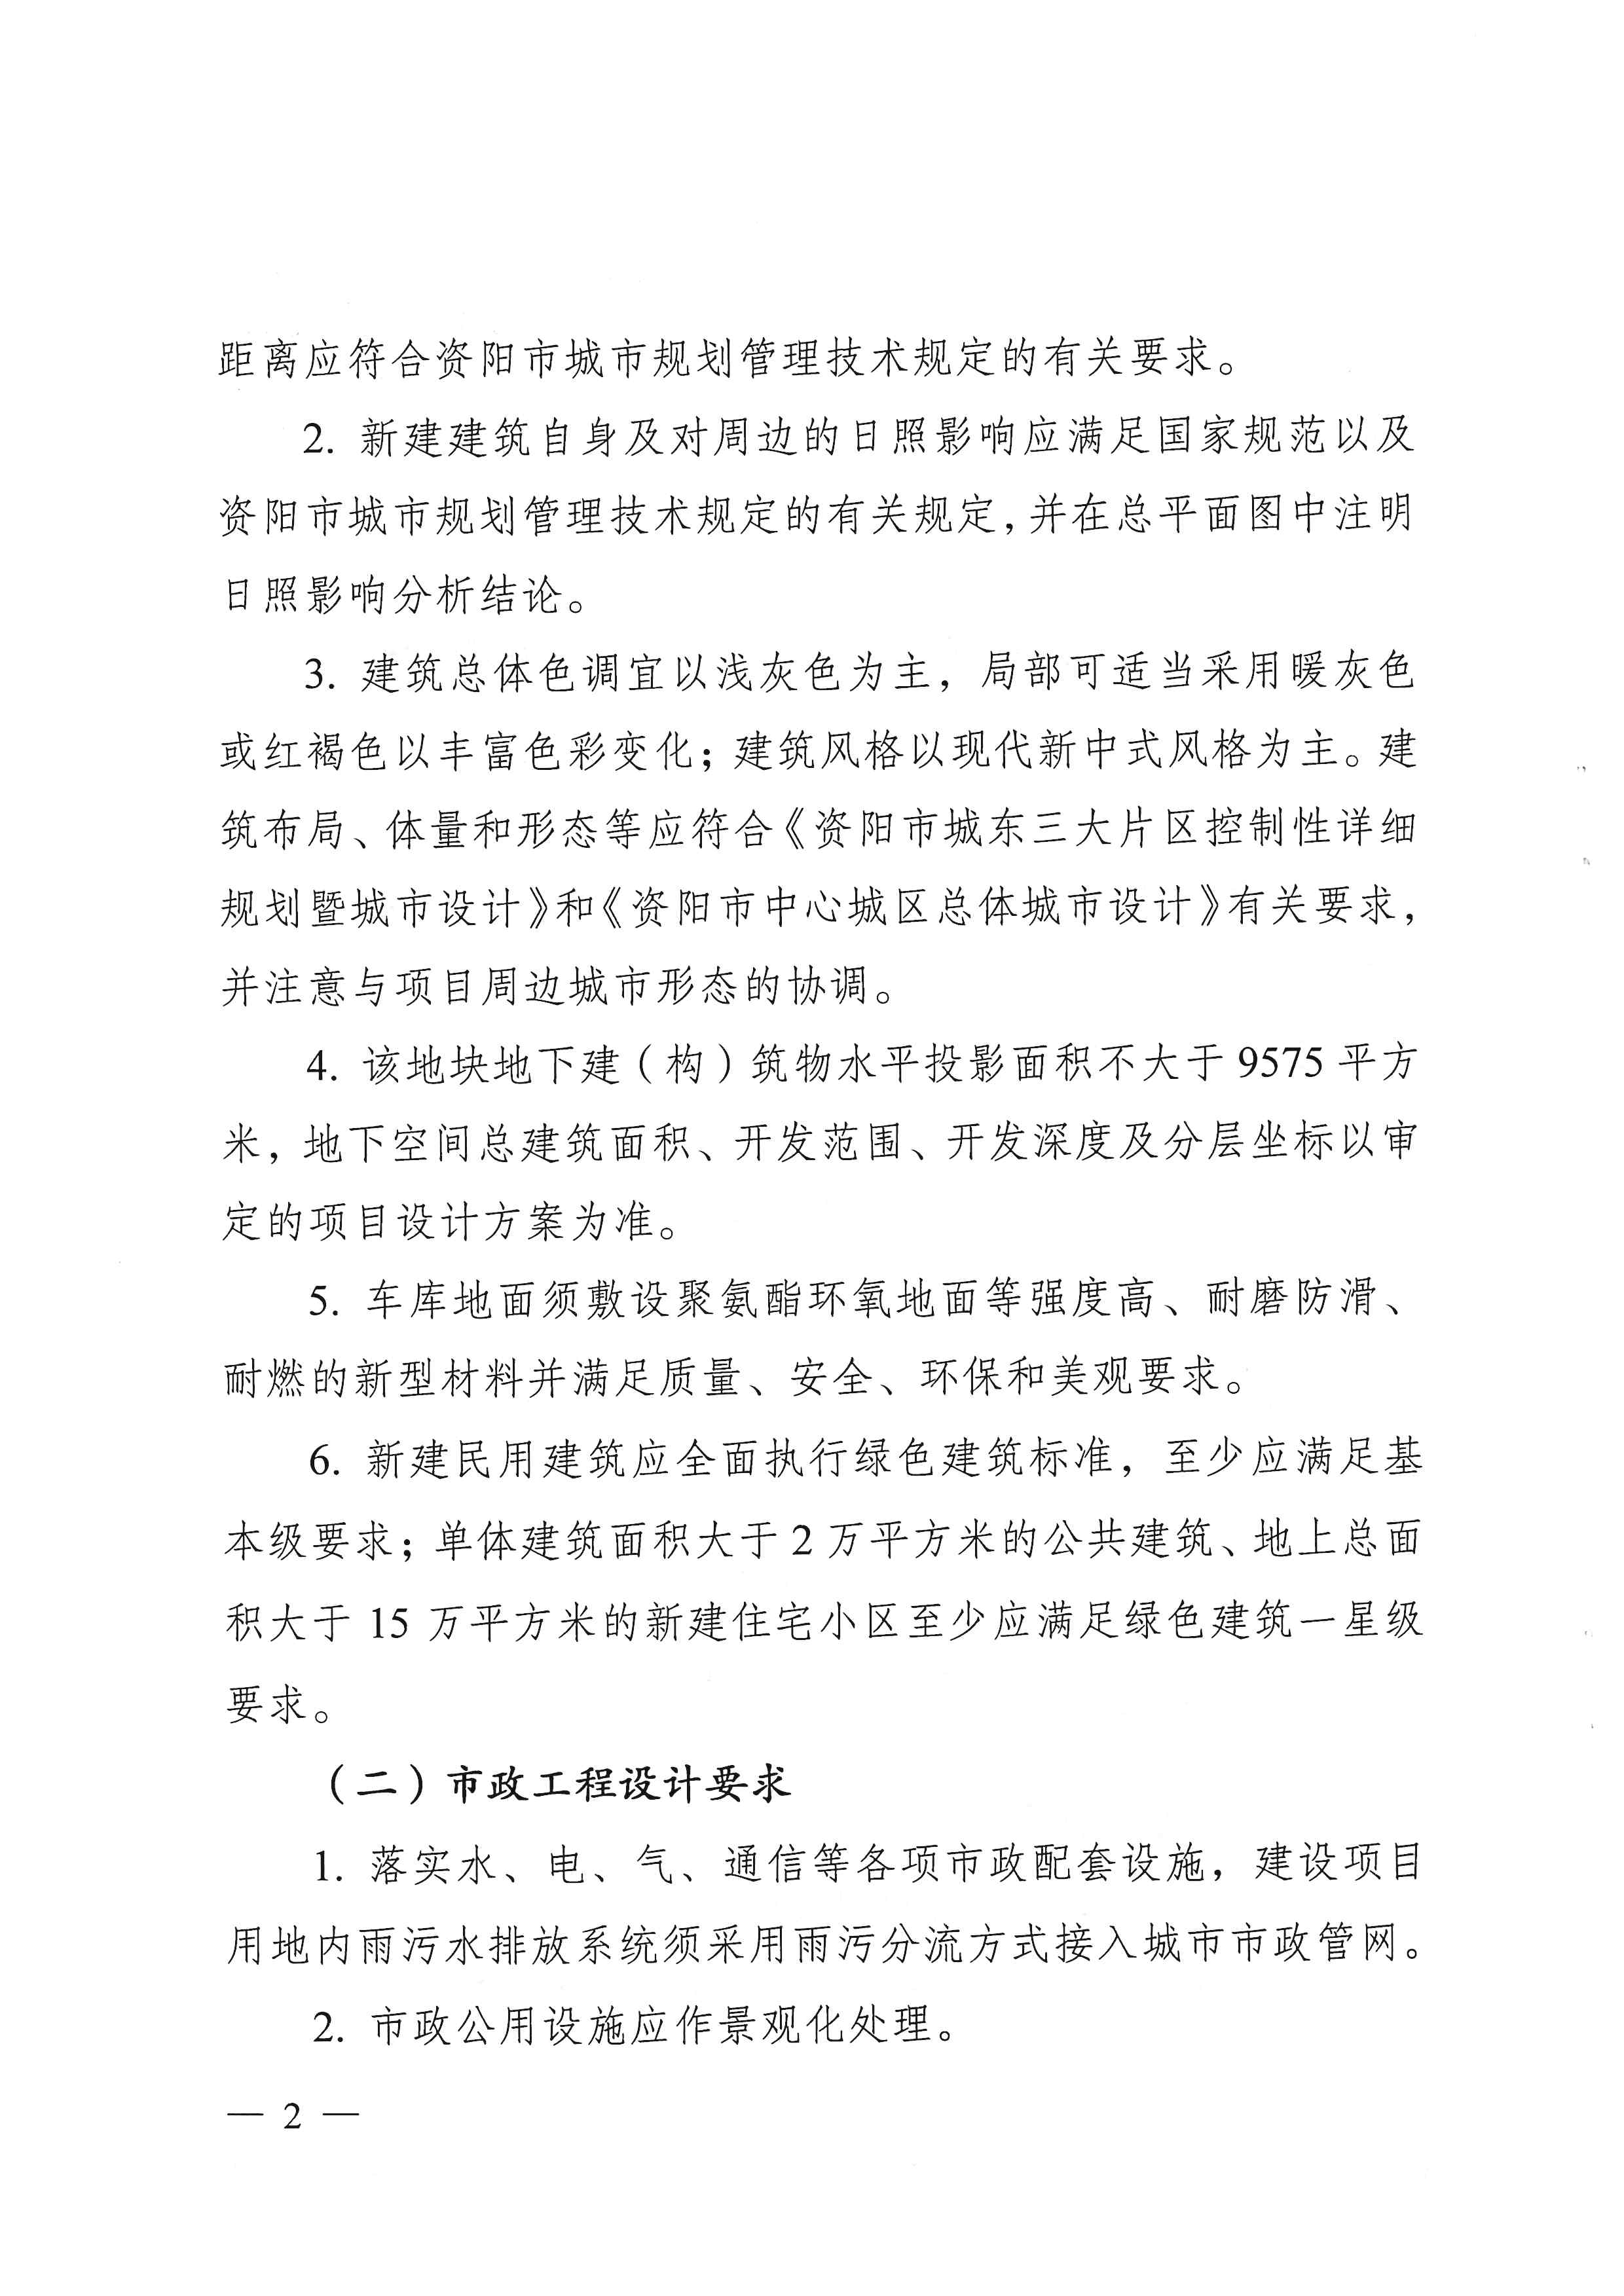 距离应符合资阳市城市规划管理技术规定的有关要求。
2. 新建建筑自身及对周边的日照影响应满足国家规范以及
资阳市城市规划管理技术规定的有关规定,并在总平面图中注明
日照影响分析结论。
3. 建筑总体色调宜以浅灰色为主，局部可适当采用暖灰色
或红褐色以丰富色彩变化；建筑风格以现代新中式风格为主。建
筑布局、体量和形态等应符合《资阳市城东三大片区控制性详细
规划暨城市设计》和《资阳市中心城区总体城市设计》有关要求，
并注意与项目周边城市形态的协调。
4. 该地块地下建（构）筑物水平投影面积不大于 9575 平方
米，地下空间总建筑面积、开发范围、开发深度及分层坐标以审
定的项目设计方案为准。
5. 车库地面须敷设聚氨酯环氧地面等强度高、耐磨防滑、
耐燃的新型材料并满足质量、安全、环保和美观要求。
6. 新建民用建筑应全面执行绿色建筑标准，至少应满足基
本级要求；单体建筑面积大于 2 万平方米的公共建筑、地上总面
积大于 15 万平方米的新建住宅小区至少应满足绿色建筑一星级
要求。
（二）市政工程设计要求
1. 落实水、电、气、通信等各项市政配套设施，建设项目
用地内雨污水排放系统须采用雨污分流方式接入城市市政管网。
2. 市政公用设施应作景观化处理。
— 2 —